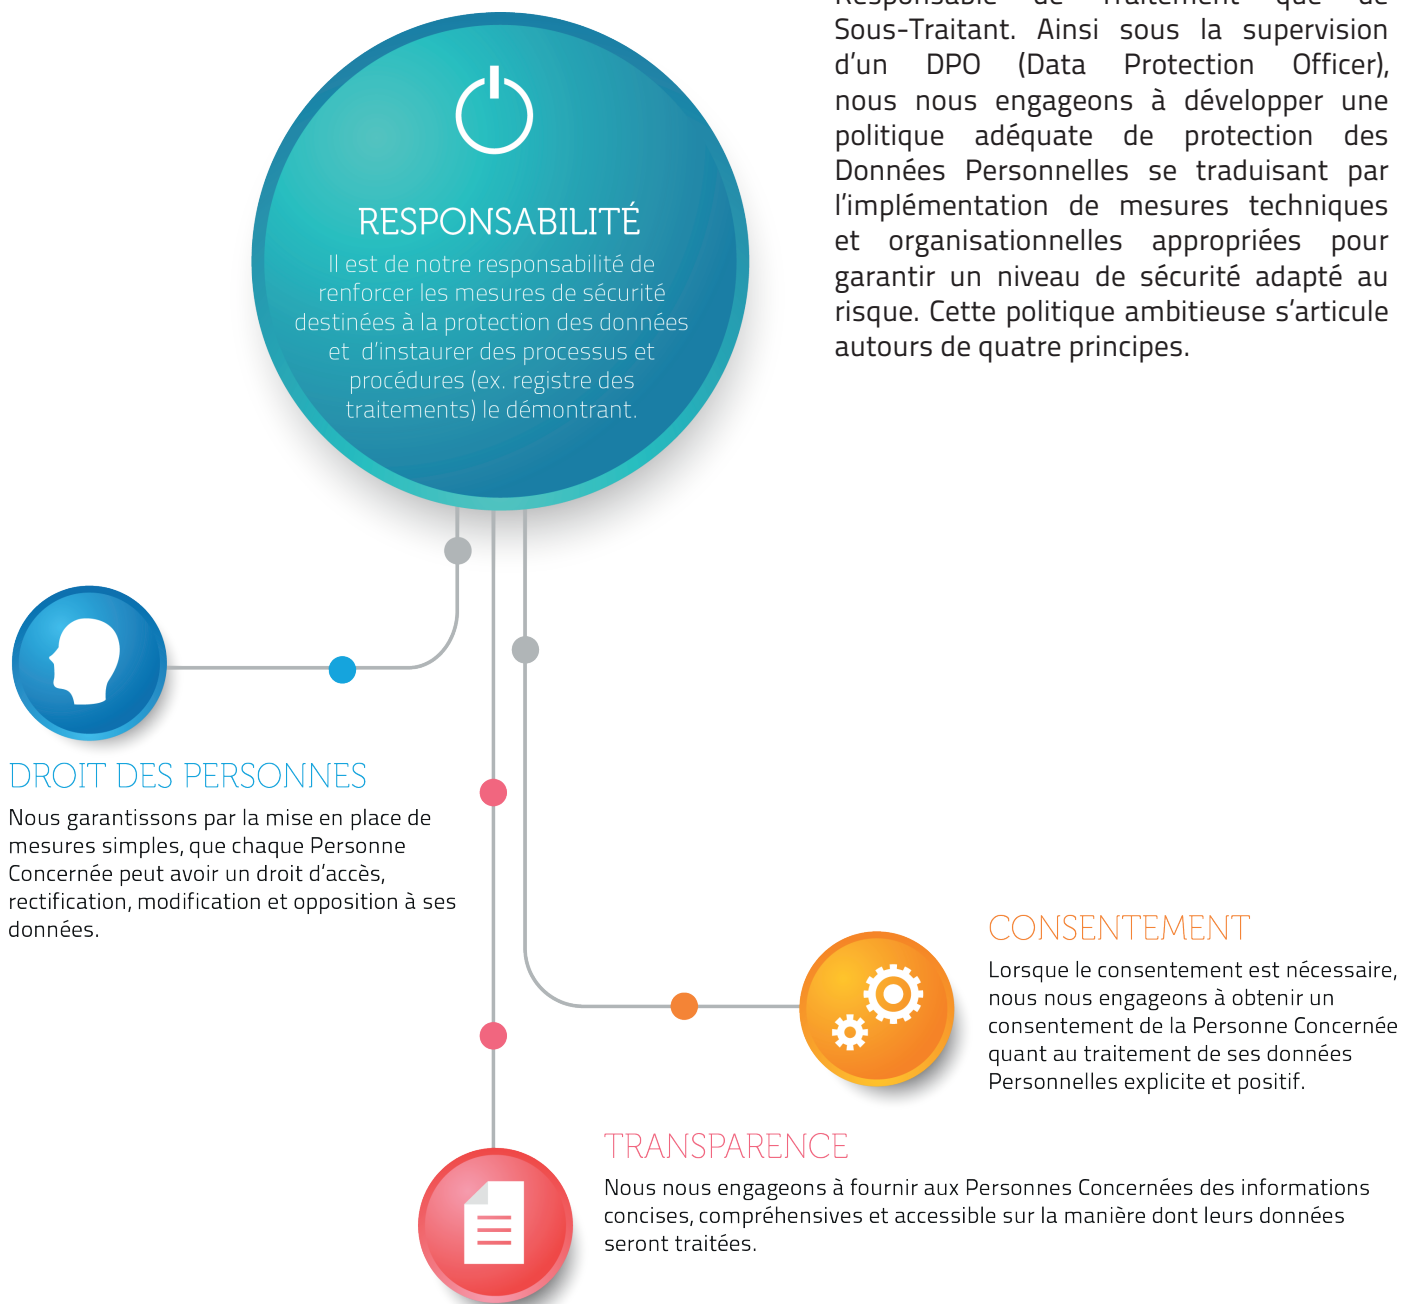 Responsable de Traitement que de
Sous-Traitant. Ainsi sous la supervision
d’un DPO (Data Protection Officer),
nous nous engageons à développer une
politique adéquate de protection des
Données Personnelles se traduisant par
l’implémentation de mesures techniques
et organisationnelles appropriées pour
garantir un niveau de sécurité adapté au
risque. Cette politique ambitieuse s’articule
autours de quatre principes.
RESPONSABILITÉ
Il est de notre responsabilité de
renforcer les mesures de sécurité
destinées à la protection des données
et d’instaurer des processus et
procédures (ex. registre des
traitements) le démontrant.
DROIT DES PERSONNES
Nous garantissons par la mise en place de
mesures simples, que chaque Personne
Concernée peut avoir un droit d’accès,
rectification, modification et opposition à ses
données.
CONSENTEMENT
Lorsque le consentement est nécessaire,
nous nous engageons à obtenir un
consentement de la Personne Concernée
quant au traitement de ses données
Personnelles explicite et positif.
TRANSPARENCE
Nous nous engageons à fournir aux Personnes Concernées des informations
concises, compréhensives et accessible sur la manière dont leurs données
seront traitées.